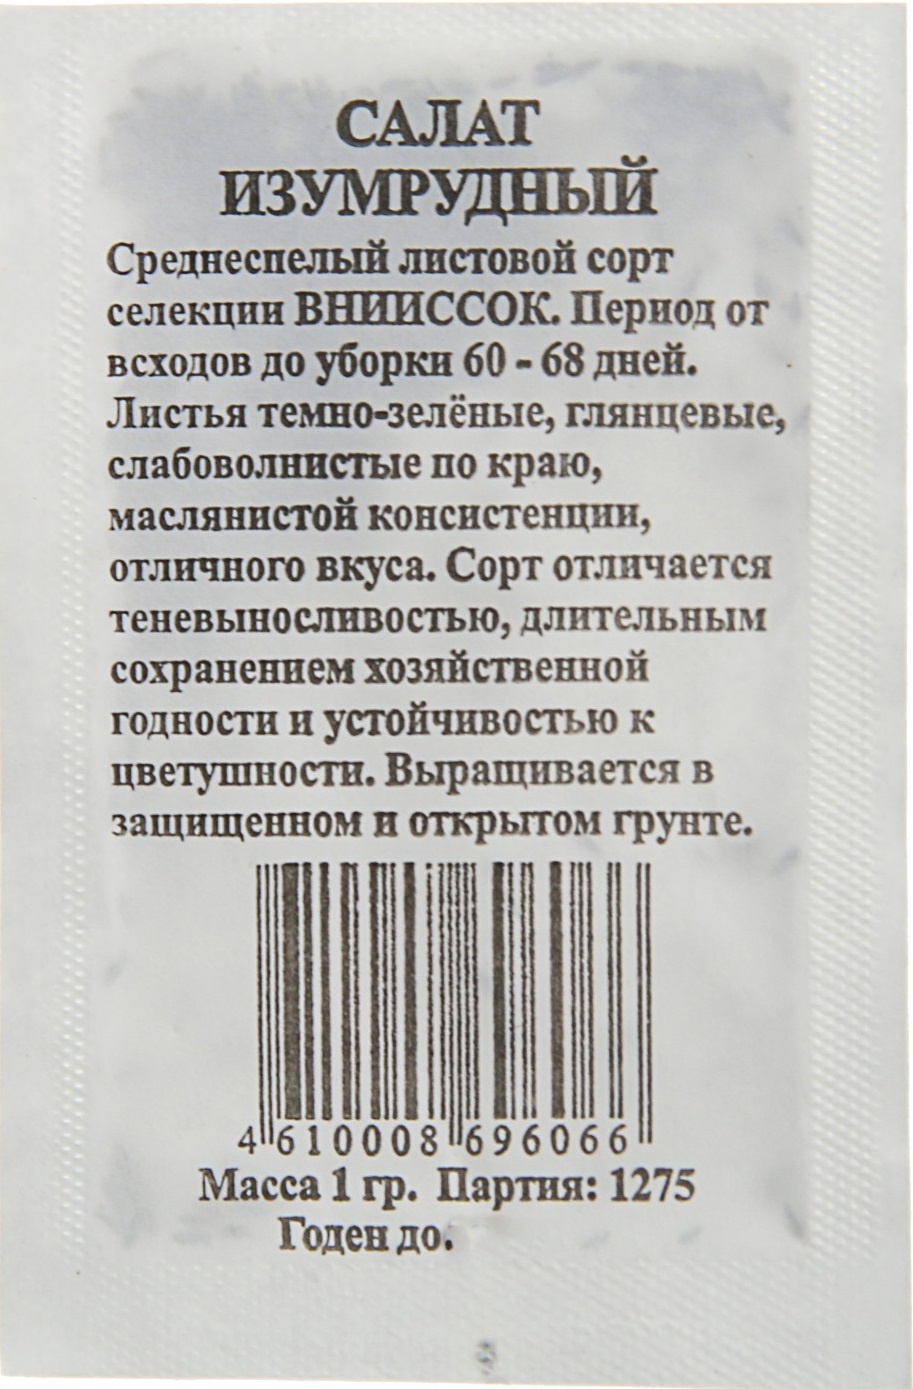 САЛАТ
ИЗУМРУДНЫЙ
Среднеспелый листовой сорт
селекции ВНИИССОК. Период от
всходов до уборки 60 - 68 дней.
Листья темно-зелёные, глянцевые,
слабоволнистые по краю,
маслянистой консистенции,
отличного вкуса. Сорт отличается
теневыносливостью, длительным
сохранением хозяйственной
годности и устойчивостью к
цветушности. Выращивается в
защищенном и открытом грунте.
4 610008 696066
Масса 1 гр. Партия: 1275
Годен до.